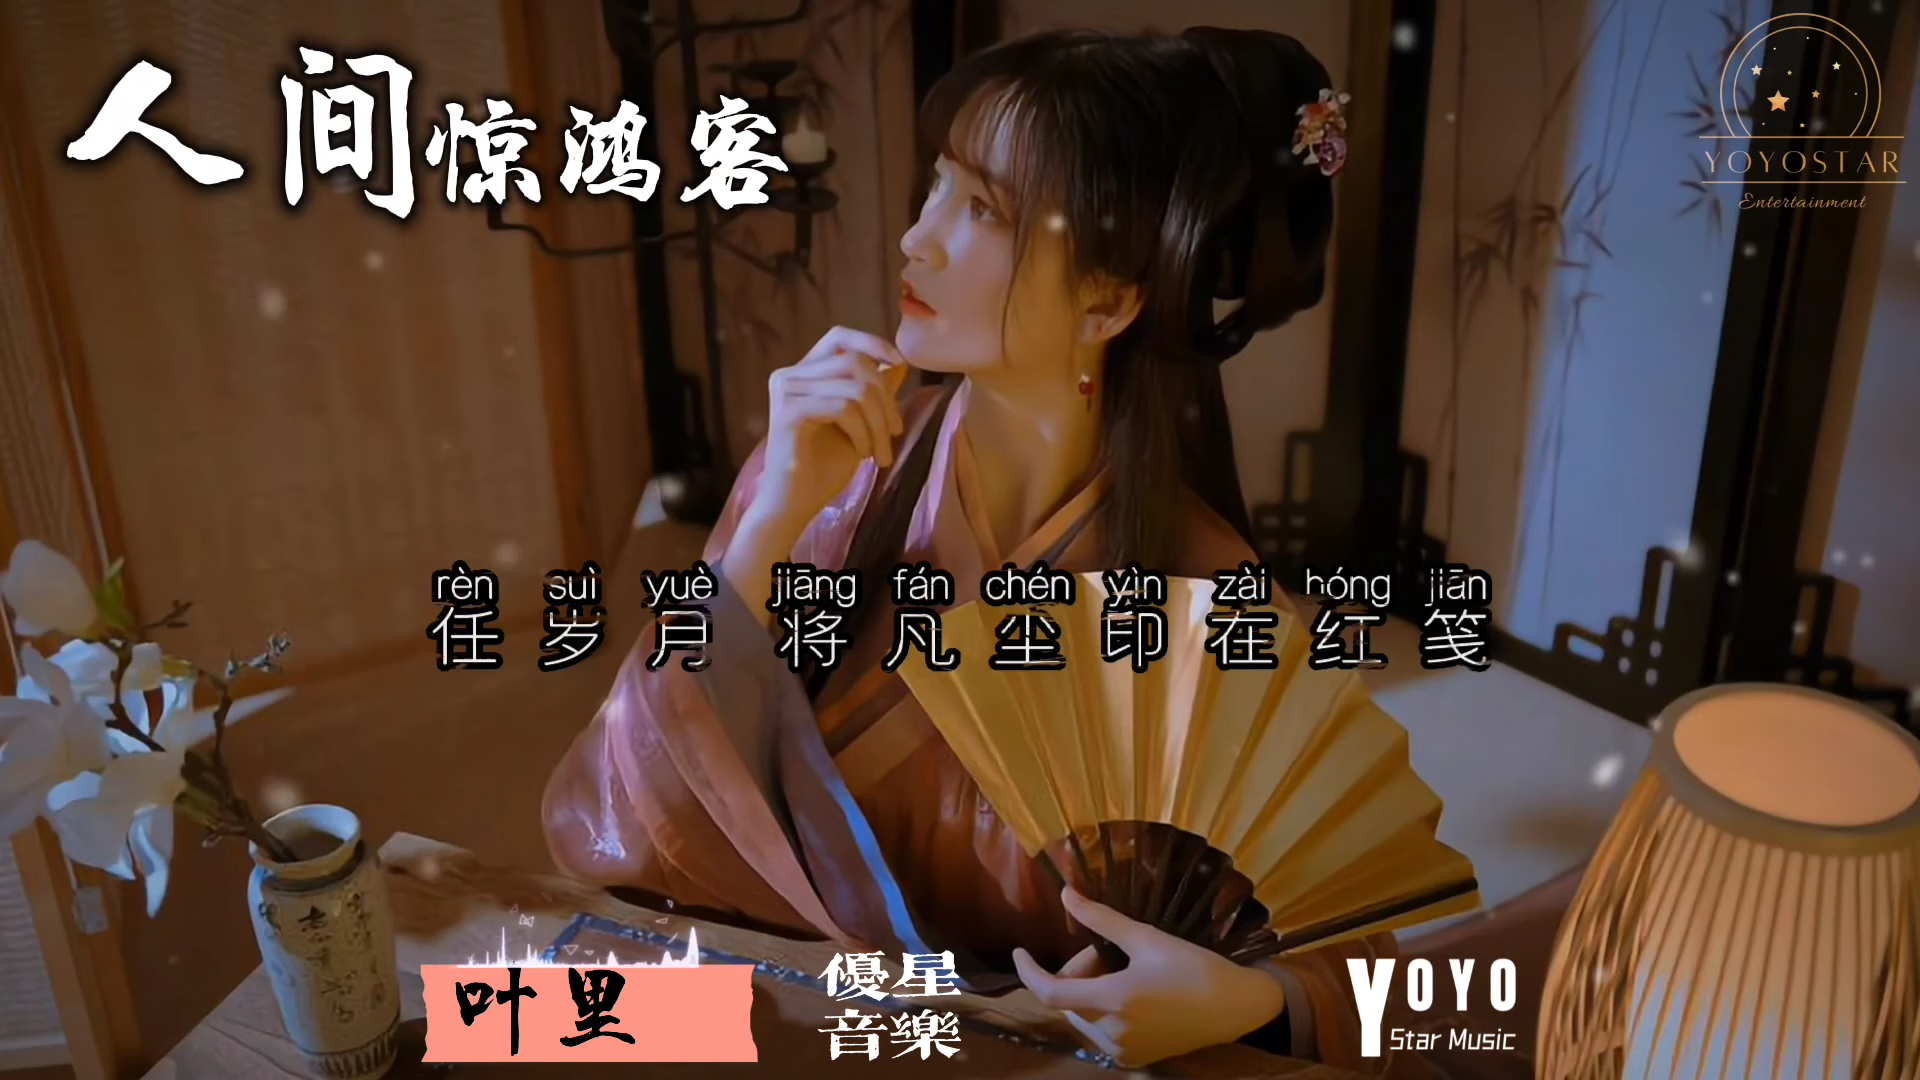 人间惊鸿客
YOYOSTAR
Entertainment
rèn suì yuè jiāng fán chén yìn zài hóng jiān
任岁月 将凡尘印在红笺
叶里
優星
音樂
YOYO
Star Music